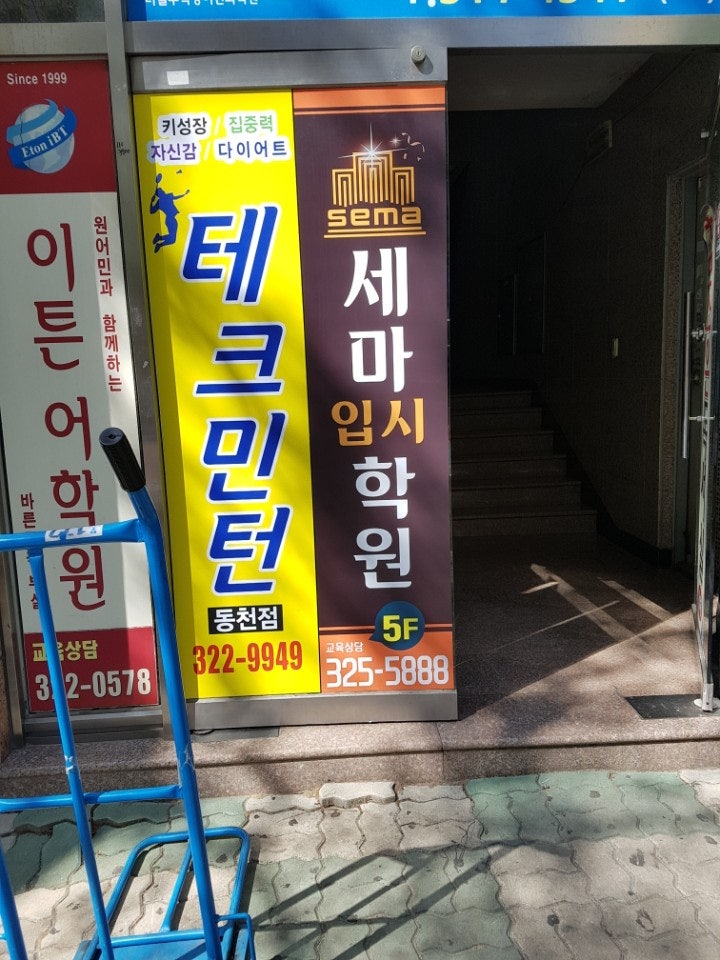 Since 1999
Eton iBT
이튼어학원
원어민과 함께하는
교육상담
322-0578
키성장 / 집중력
자신감 / 다이어트
테크민턴
동천점
322-9949
sema
세마
입시
학원
5F
교육상담
325-5888